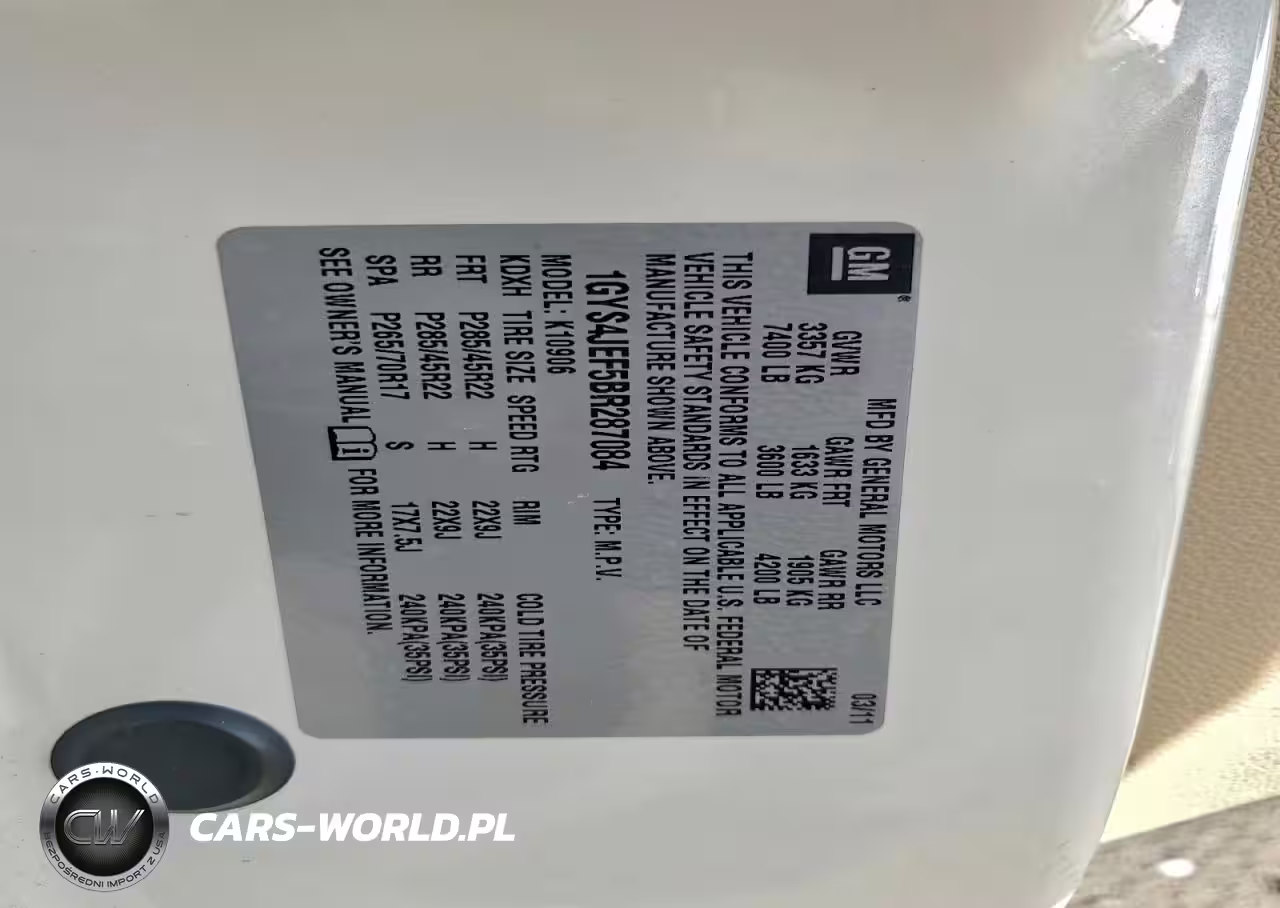 GM
MFD BY GENERAL MOTORS LLC 03/11
GVWR GAWR FRT GAWR RR
3357 KG 1633 KG 1905 KG
7400 LB 3600 LB 4200 LB
THIS VEHICLE CONFORMS TO ALL APPLICABLE U.S. FEDERAL MOTOR
VEHICLE SAFETY STANDARDS IN EFFECT ON THE DATE OF
MANUFACTURE SHOWN ABOVE.
1GYS4JEF5BR287084 TYPE: M.P.V.
MODEL: K10906
KDXH TIRE SIZE SPEED RTG RIM COLD TIRE PRESSURE
FRT P285/45R22 H 22X9J 240KPA(35PSI)
RR P285/45R22 H 22X9J 240KPA(35PSI)
SPA P265/70R17 S 17X7.5J 240KPA(35PSI)
SEE OWNER'S MANUAL FOR MORE INFORMATION.
CARS-WORLD
CW
BEZPOŚREDNI IMPORT Z USA
CARS-WORLD.PL